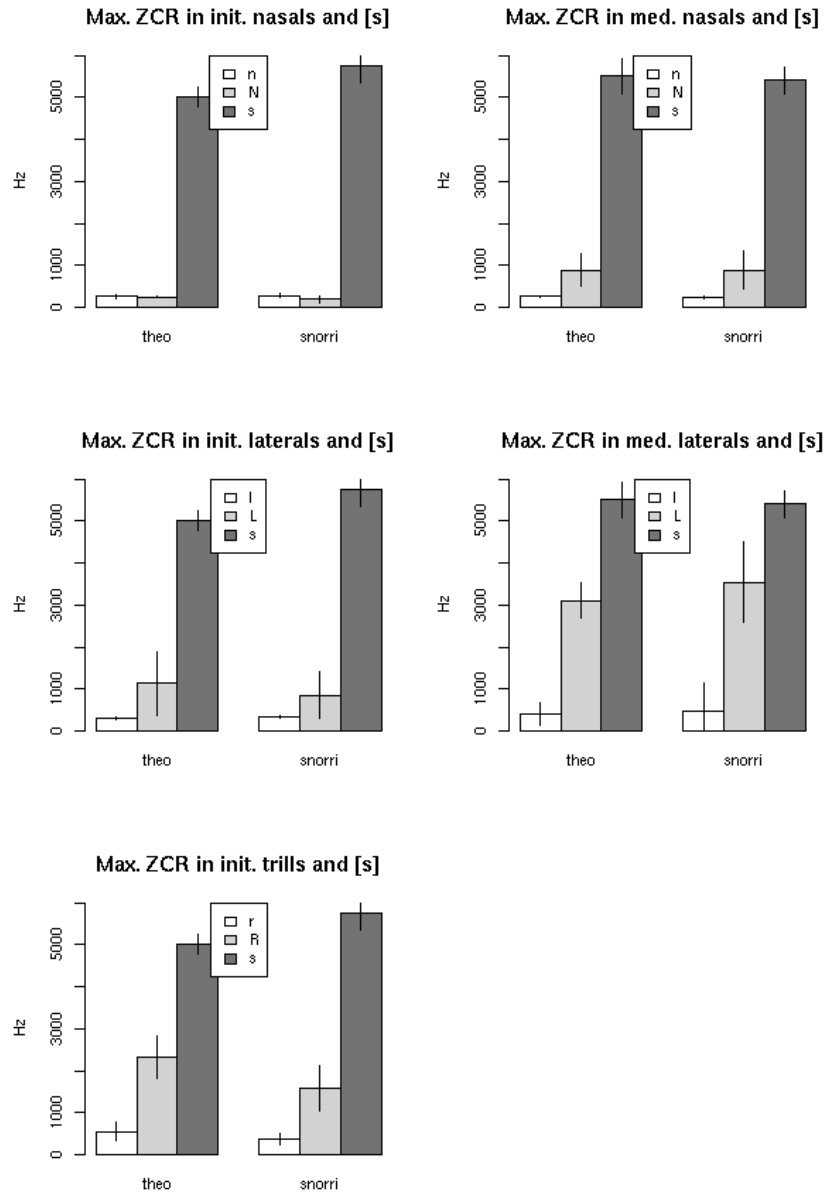 Max. ZCR in init. nasals and [s]
Hz
0
1000
3000
5000
n
N
s
theo
snorri
Max. ZCR in med. nasals and [s]
Hz
0
1000
3000
5000
n
N
s
theo
snorri
Max. ZCR in init. laterals and [s]
Hz
0
1000
3000
5000
l
L
s
theo
snorri
Max. ZCR in med. laterals and [s]
Hz
0
1000
3000
5000
l
L
s
theo
snorri
Max. ZCR in init. trills and [s]
Hz
0
1000
3000
5000
r
R
s
theo
snorri